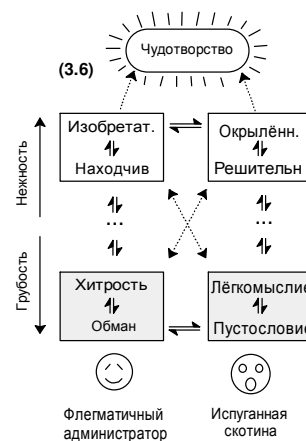 Чудотворство
(3.6)
Изобретат. Окрылённ.
Находчив Решительн
Нежность
... ...
Грубость
Хитрость Лёгкомыслие
Обман Пустословие
Флегматичный Испуганная
администратор скотина